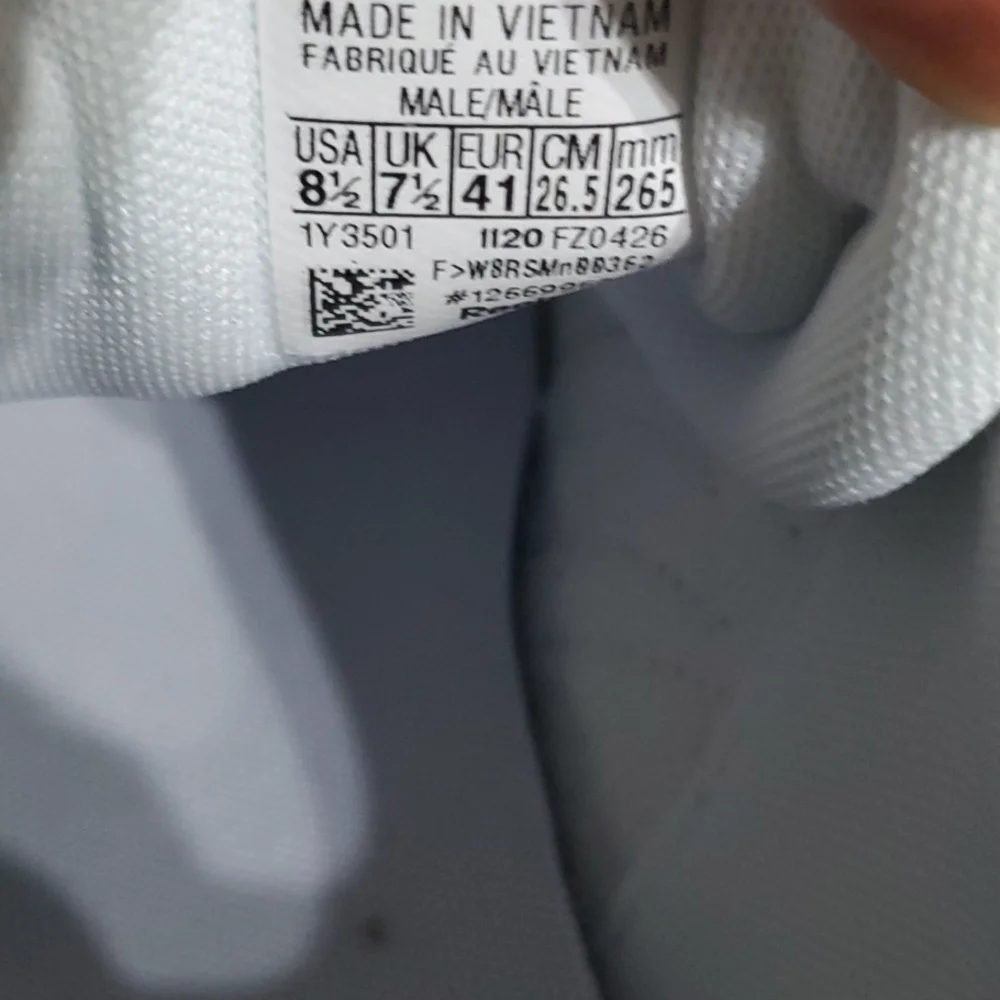 MADE IN VIETNAM
FABRIQUÉ AU VIETNAM
MALE/MÂLE
USA UK EUR CM mm
8½ 7½ 41 26.5 265
1Y3501 1120 FZ0426